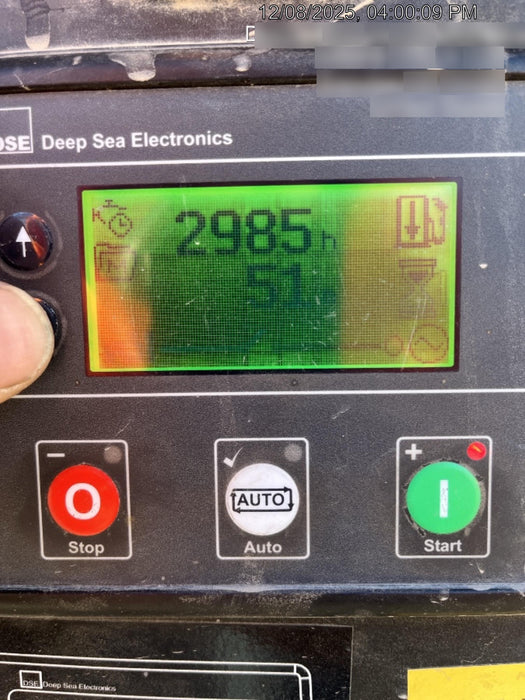 12/08/2025, 04:00:09 PM
DSE Deep Sea Electronics
2985 h
51
O
AUTO
I
Stop
Auto
Start
DSE Deep Sea Electronics